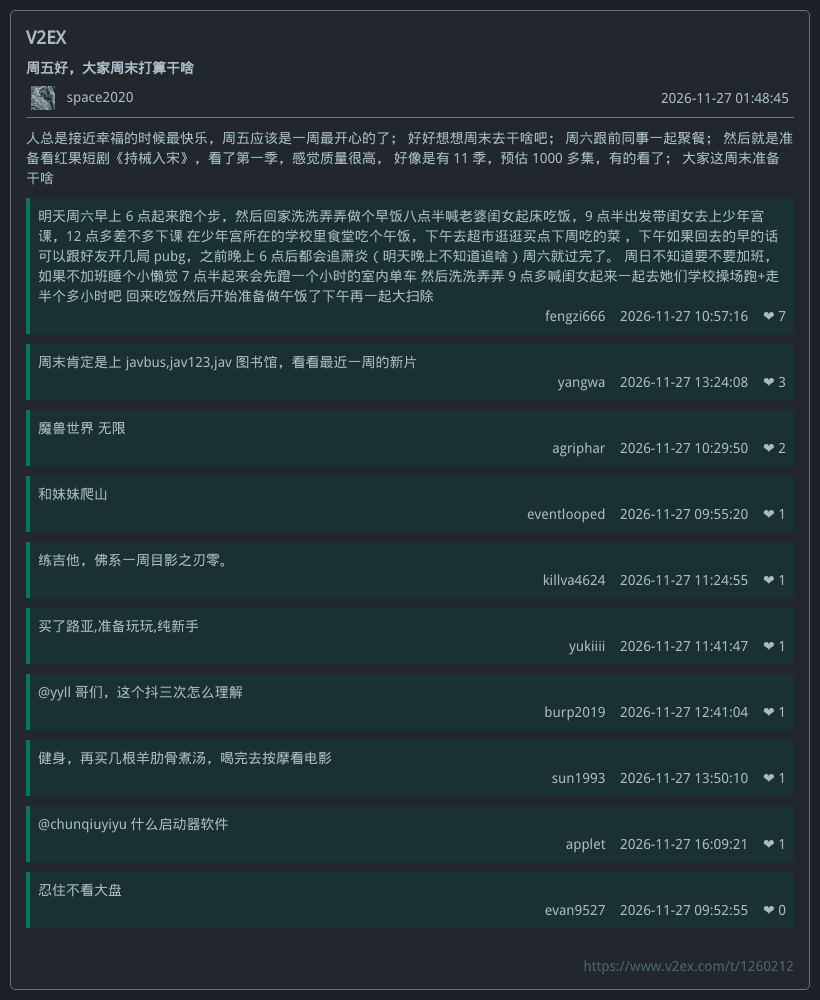 V2EX
周五好，大家周末打算干啥
space2020
2026-11-27 01:48:45
人总是接近幸福的时候最快乐，周五应该是一周最开心的了； 好好想想周末去干啥吧； 周六跟前同事一起聚餐； 然后就是准
备看红果短剧《持械入宋》，看了第一季，感觉质量很高， 好像是有 11 季，预估 1000 多集，有的看了； 大家这周末准备
干啥
明天周六早上 6 点起来跑个步，然后回家洗洗弄弄做个早饭八点半喊老婆闺女起床吃饭，9 点半出发带闺女去上少年宫
课，12 点多差不多下课 在少年宫所在的学校里食堂吃个午饭，下午去超市逛逛买点下周吃的菜 ，下午如果回去的早的话
可以跟好友开几局 pubg，之前晚上 6 点后都会追萧炎（ 明天晚上不知道追啥）周六就过完了。 周日不知道要不要加班，
如果不加班睡个小懒觉 7 点半起来会先蹬一个小时的室内单车 然后洗洗弄弄 9 点多喊闺女起来一起去她们学校操场跑+走
半个多小时吧 回来吃饭然后开始准备做午饭了下午再一起大扫除
fengzi666 2026-11-27 10:57:16 ❤ 7
周末肯定是上 javbus,jav123,jav 图书馆，看看最近一周的新片
yangwa 2026-11-27 13:24:08 ❤ 3
魔兽世界 无限
agriphar 2026-11-27 10:29:50 ❤ 2
和妹妹爬山
eventlooped 2026-11-27 09:55:20 ❤ 1
练吉他，佛系一周目影之刃零。
killva4624 2026-11-27 11:24:55 ❤ 1
买了路亚,准备玩玩,纯新手
yukiiii 2026-11-27 11:41:47 ❤ 1
@yyll 哥们，这个抖三次怎么理解
burp2019 2026-11-27 12:41:04 ❤ 1
健身，再买几根羊肋骨煮汤，喝完去按摩看电影
sun1993 2026-11-27 13:50:10 ❤ 1
@chunqiuyiyu 什么启动器软件
applet 2026-11-27 16:09:21 ❤ 1
忍住不看大盘
evan9527 2026-11-27 09:52:55 ❤ 0
https://www.v2ex.com/t/1260212